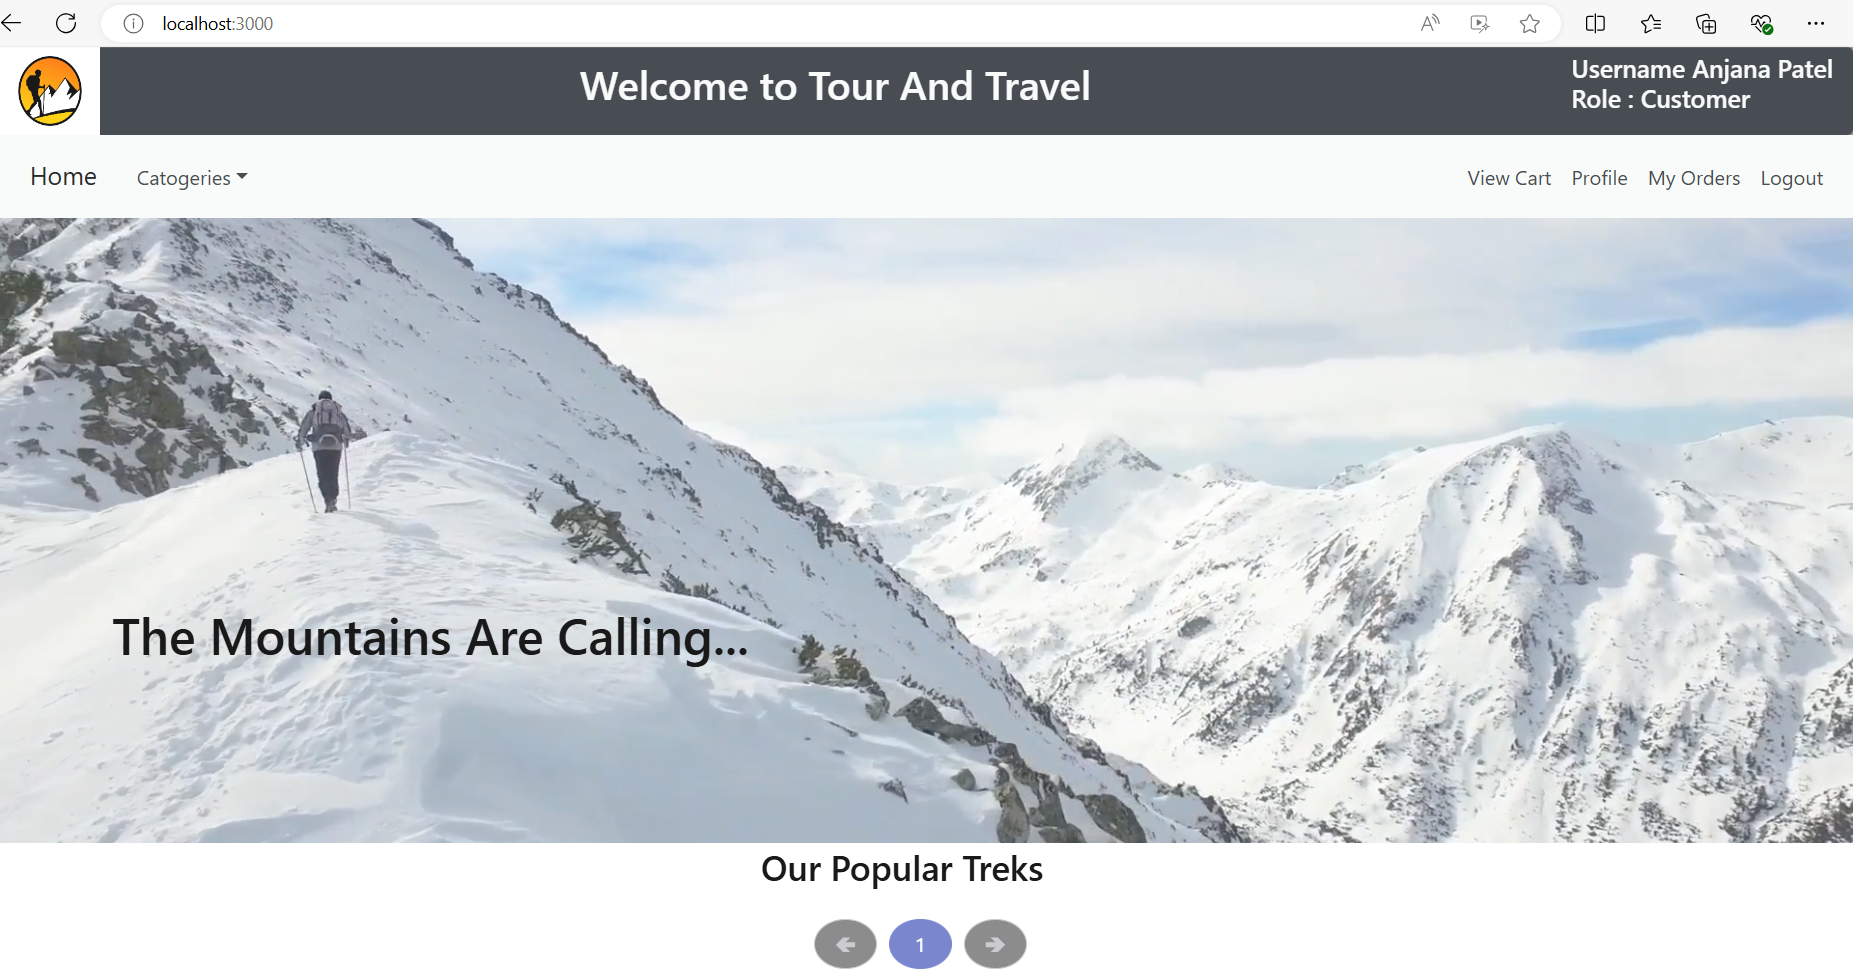 localhost:3000
Welcome to Tour And Travel
Username Anjana Patel
Role : Customer
Home Catogeries View Cart Profile My Orders Logout
The Mountains Are Calling...
Our Popular Treks
1